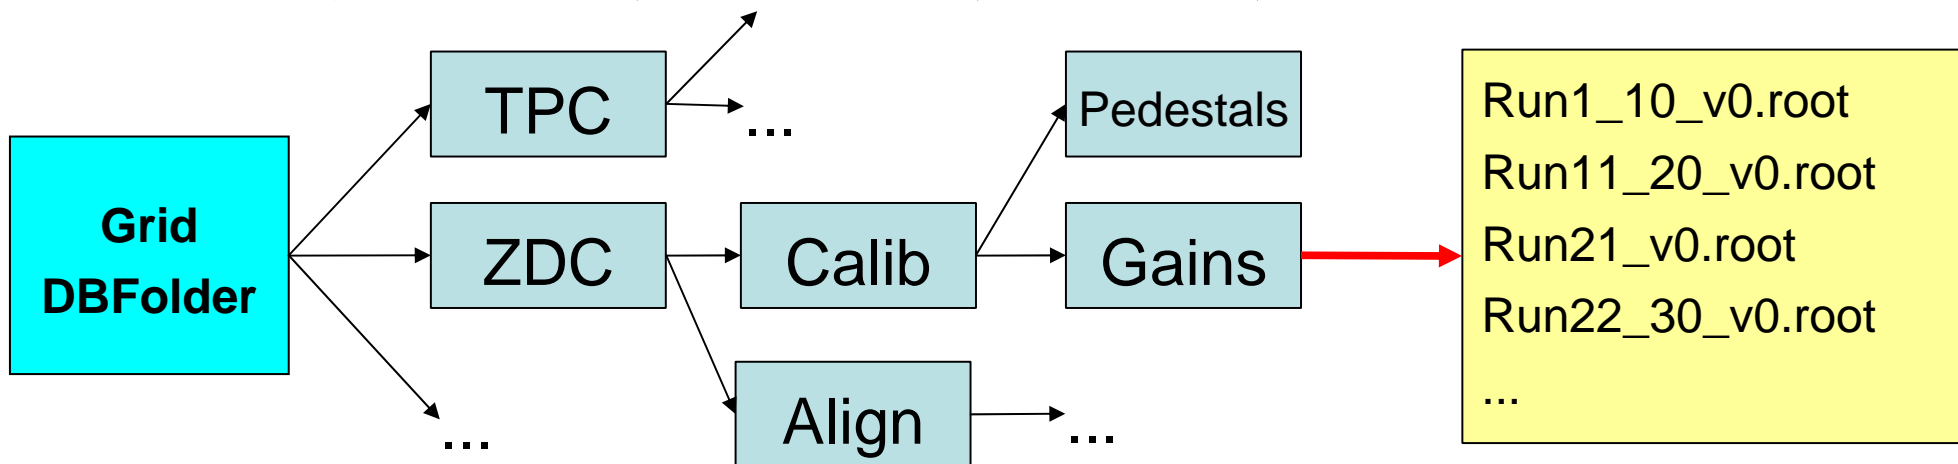 TPC
...
Pedestals
Grid
DBFolder
ZDC
Calib
Gains
Align
...
...
Run1_10_v0.root
Run11_20_v0.root
Run21_v0.root
Run22_30_v0.root
...